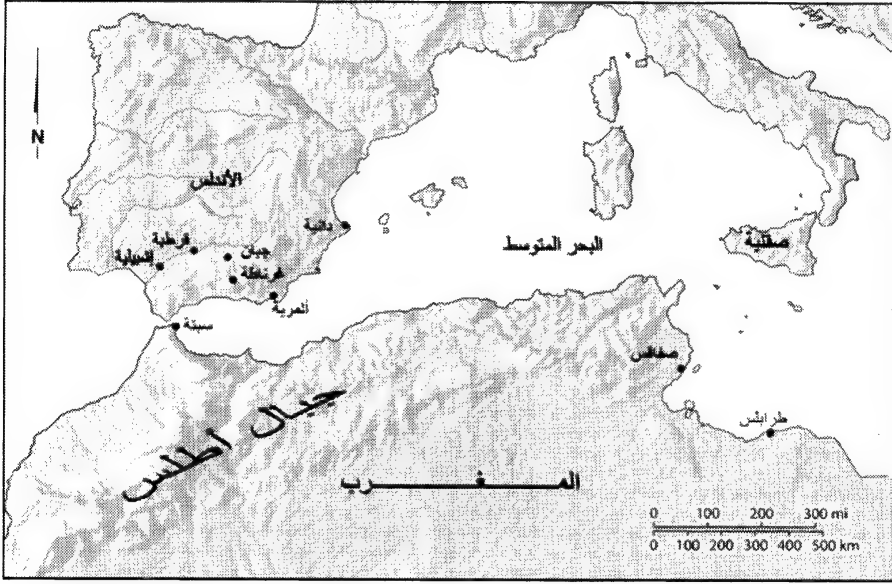 N
الأندلس
دانية
قرطبة
إشبيلية
جيان
غرناطة
المرية
البحر المتوسط
صقلية
سبتة
صفاقس
جبال أطلس
طرابلس
المغرب
0 100 200 300 mi
0 100 200 300 400 500 km